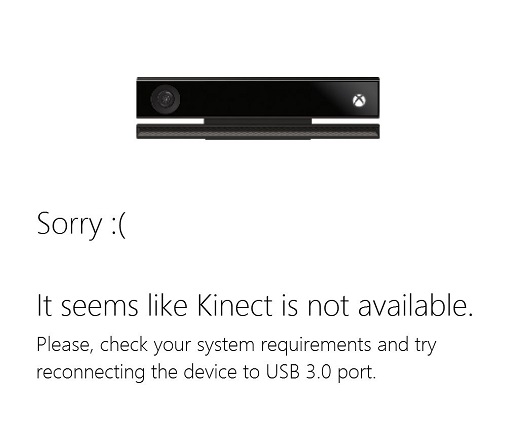 Sorry :(
It seems like Kinect is not available.
Please, check your system requirements and try
reconnecting the device to USB 3.0 port.